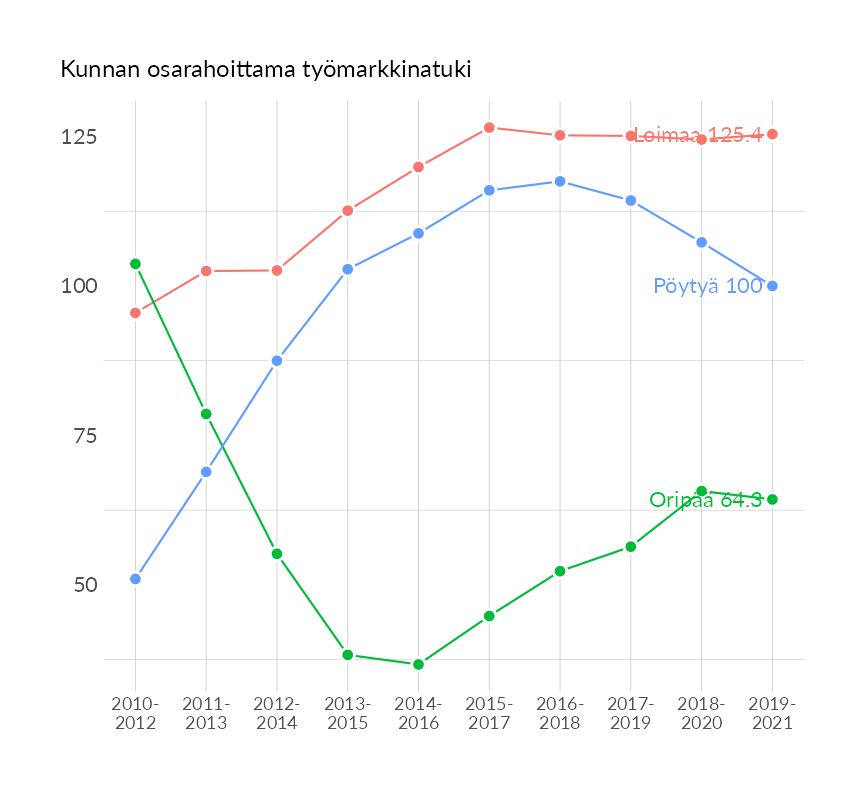 Kunnan osarahoittama työmarkkinatuki
125
Loimaa 125.4
100
Pöytyä 100
75
Oripää 64.3
50
2010- 2011- 2012- 2013- 2014- 2015- 2016- 2017- 2018- 2019-
2012 2013 2014 2015 2016 2017 2018 2019 2020 2021